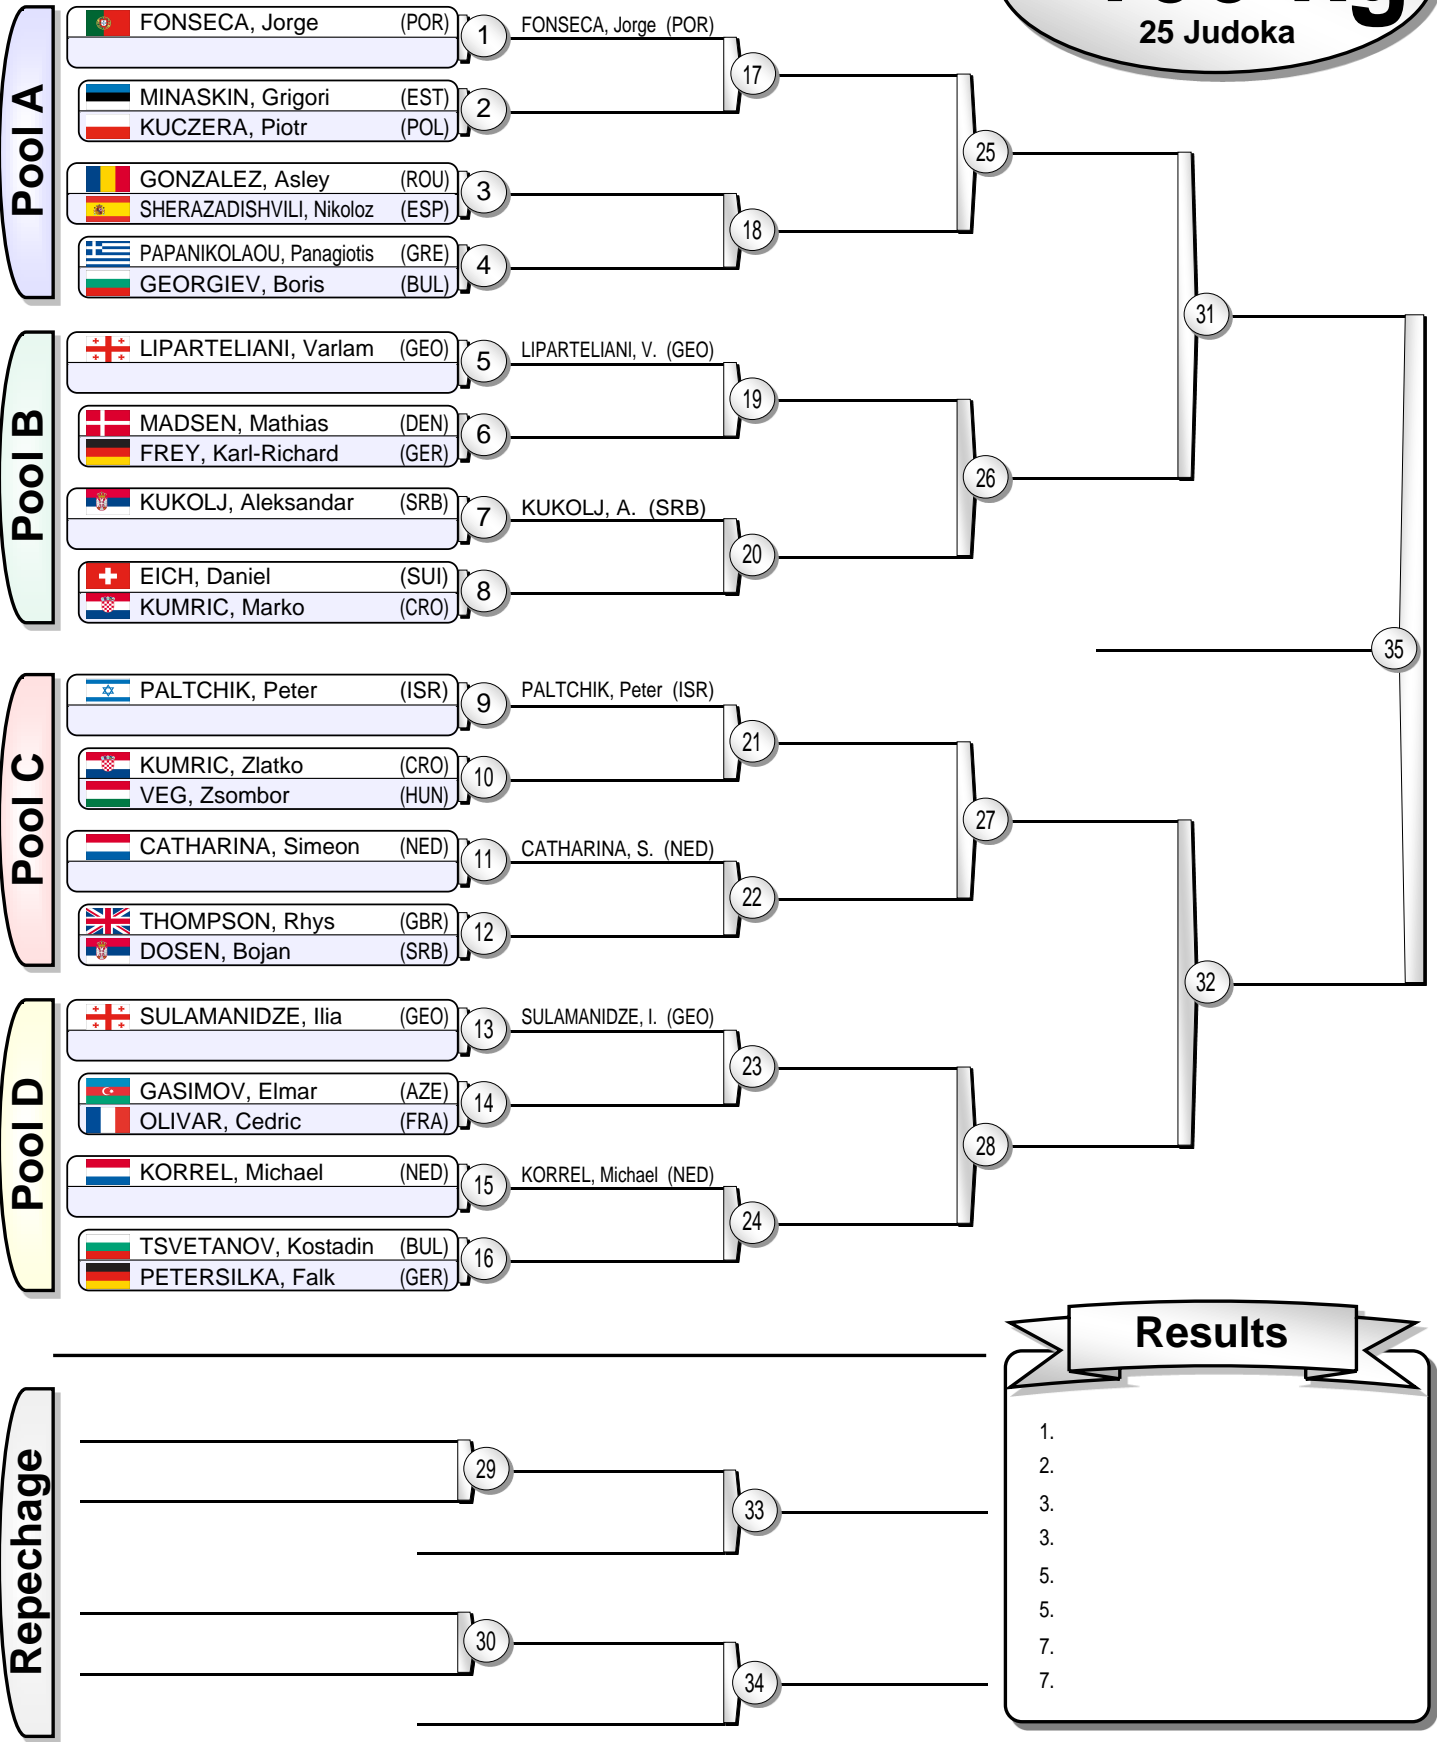 25 Judoka
Pool A
FONSECA, Jorge (POR) 1 FONSECA, Jorge (POR)
17
MINASKIN, Grigori (EST) 2
KUCZERA, Piotr (POL)
25
GONZALEZ, Asley (ROU) 3
SHERAZADISHVILI, Nikoloz (ESP)
18
PAPANIKOLAOU, Panagiotis (GRE) 4
GEORGIEV, Boris (BUL)
31
Pool B
LIPARTELIANI, Varlam (GEO) 5 LIPARTELIANI, V. (GEO)
19
MADSEN, Mathias (DEN) 6
FREY, Karl-Richard (GER)
26
KUKOLJ, Aleksandar (SRB) 7 KUKOLJ, A. (SRB)
20
EICH, Daniel (SUI) 8
KUMRIC, Marko (CRO)
35
Pool C
PALTCHIK, Peter (ISR) 9 PALTCHIK, Peter (ISR)
21
KUMRIC, Zlatko (CRO) 10
VEG, Zsombor (HUN)
27
CATHARINA, Simeon (NED) 11 CATHARINA, S. (NED)
22
THOMPSON, Rhys (GBR) 12
DOSEN, Bojan (SRB)
32
Pool D
SULAMANIDZE, Ilia (GEO) 13 SULAMANIDZE, I. (GEO)
23
GASIMOV, Elmar (AZE) 14
OLIVAR, Cedric (FRA)
28
KORREL, Michael (NED) 15 KORREL, Michael (NED)
24
TSVETANOV, Kostadin (BUL) 16
PETERSILKA, Falk (GER)
Repechage
29
33
30
34
Results
1.
2.
3.
3.
5.
5.
7.
7.